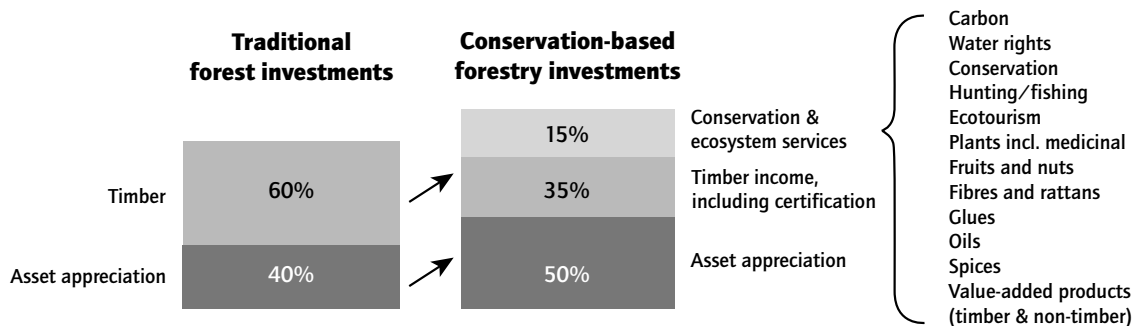 Traditional
forest investments
Timber
60%
Asset appreciation
40%
Conservation-based
forestry investments
15%
35%
50%
Conservation &
ecosystem services
Timber income,
including certification
Asset appreciation
Carbon
Water rights
Conservation
Hunting/fishing
Ecotourism
Plants incl. medicinal
Fruits and nuts
Fibres and rattans
Glues
Oils
Spices
Value-added products
(timber & non-timber)